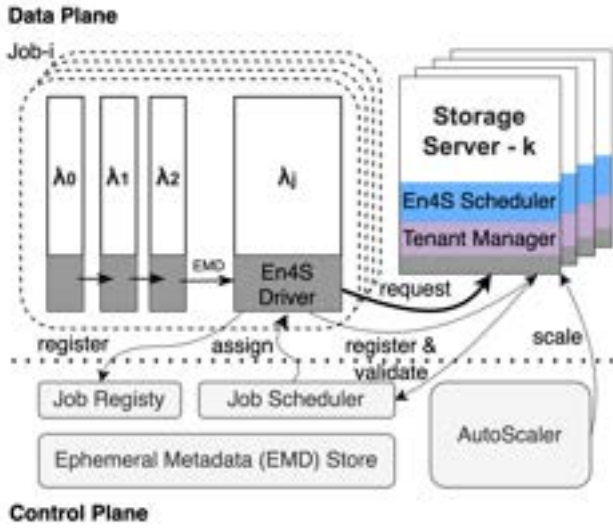 Data Plane
Job-i
λ0 λ1 λ2 λj
Storage
Server - k
En4S Scheduler
Tenant Manager
EMD
En4S
Driver
request
register
assign
register &
validate
scale
Job Registy
Job Scheduler
AutoScaler
Ephemeral Metadata (EMD) Store
Control Plane